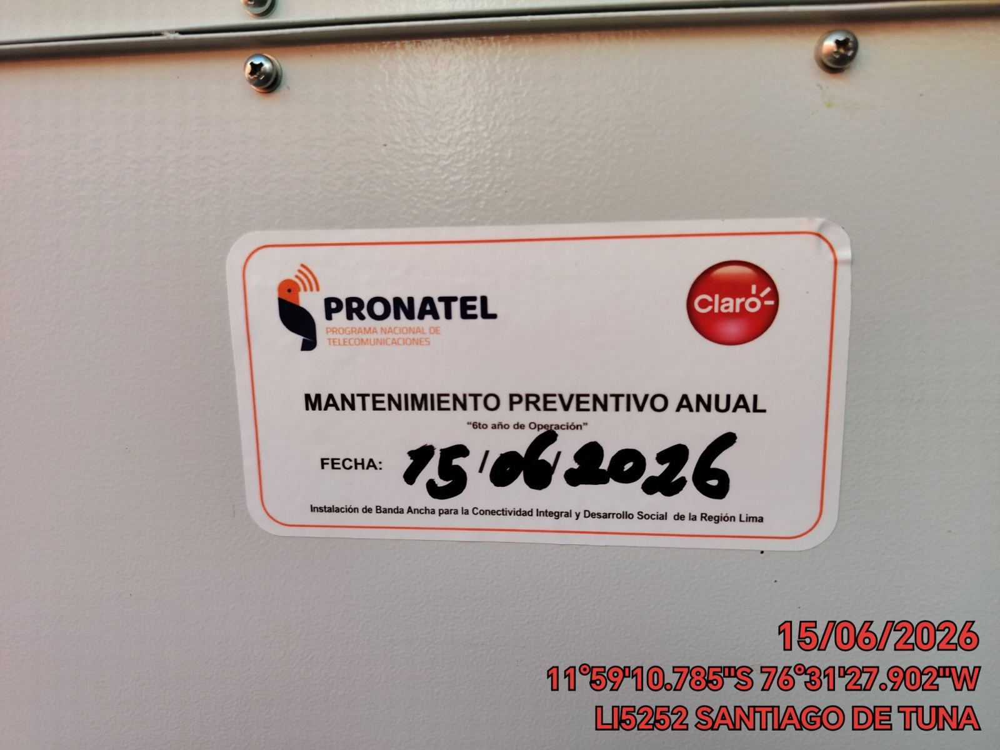 PRONATEL
PROGRAMA NACIONAL DE
TELECOMUNICACIONES
Claro
MANTENIMIENTO PREVENTIVO ANUAL
"6to año de Operación"
FECHA: 15/06/2026
Instalación de Banda Ancha para la Conectividad Integral y Desarrollo Social de la Región Lima
15/06/2026
11°59'10.785"S 76°31'27.902"W
LI5252 SANTIAGO DE TUNA